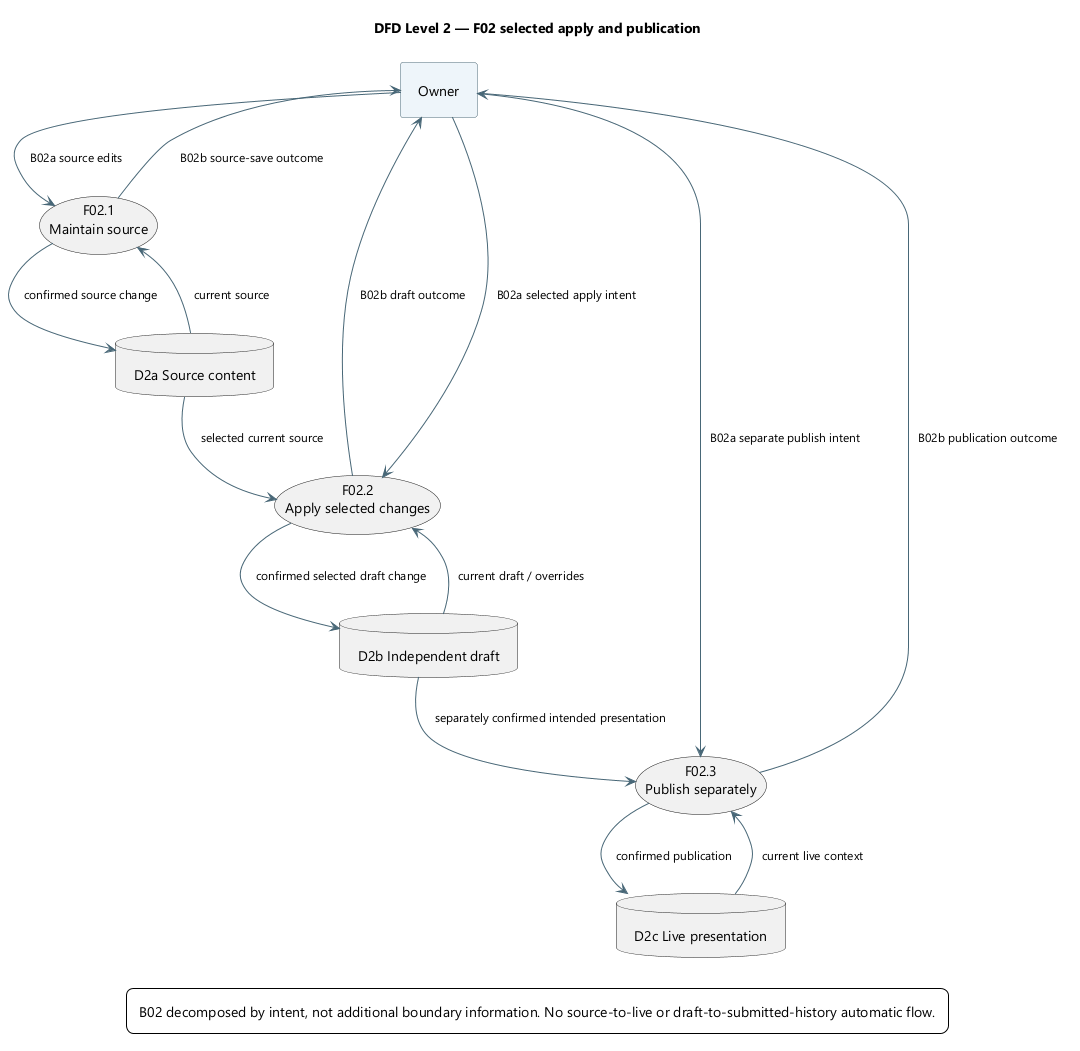 DFD Level 2 — F02 selected apply and publication
Owner
B02a source edits
B02b source-save outcome
F02.1
Maintain source
confirmed source change
current source
B02b draft outcome
B02a selected apply intent
D2a Source content
selected current source
B02a separate publish intent
B02b publication outcome
F02.2
Apply selected changes
confirmed selected draft change
current draft / overrides
D2b Independent draft
separately confirmed intended presentation
F02.3
Publish separately
confirmed publication
current live context
D2c Live presentation
B02 decomposed by intent, not additional boundary information. No source-to-live or draft-to-submitted-history automatic flow.